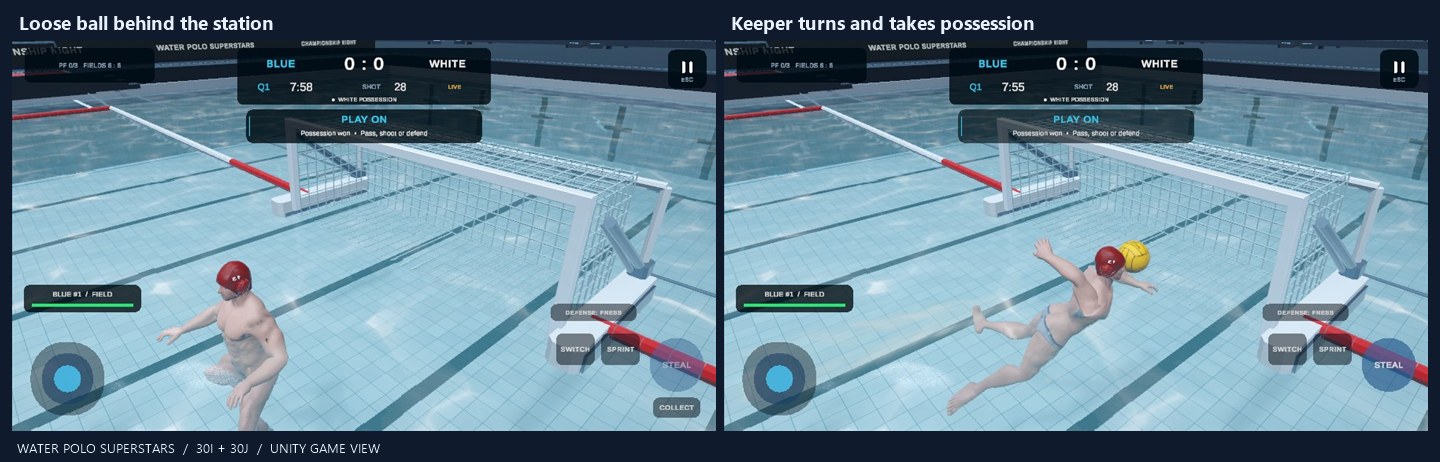 Loose ball behind the station
NSHIP NIGHT
WATER POLO SUPERSTARS
CHAMPIONSHIP NIGHT
PF 0/3 FIELDS 6 : 6
BLUE 0 : 0 WHITE
Q1 7:58 SHOT 28 LIVE
• WHITE POSSESSION
PLAY ON
Possession won • Pass, shoot or defend
ESC
BLUE #1 / FIELD
DEFENSE: PRESS
SWITCH
SPRINT
STEAL
COLLECT
Keeper turns and takes possession
NSHIP NIGHT
WATER POLO SUPERSTARS
CHAMPIONSHIP NIGHT
PF 0/3 FIELDS 6 : 6
BLUE 0 : 0 WHITE
Q1 7:55 SHOT 28 LIVE
• WHITE POSSESSION
PLAY ON
Possession won • Pass, shoot or defend
ESC
BLUE #1 / FIELD
DEFENSE: PRESS
SWITCH
SPRINT
STEAL
WATER POLO SUPERSTARS / 30I + 30J / UNITY GAME VIEW